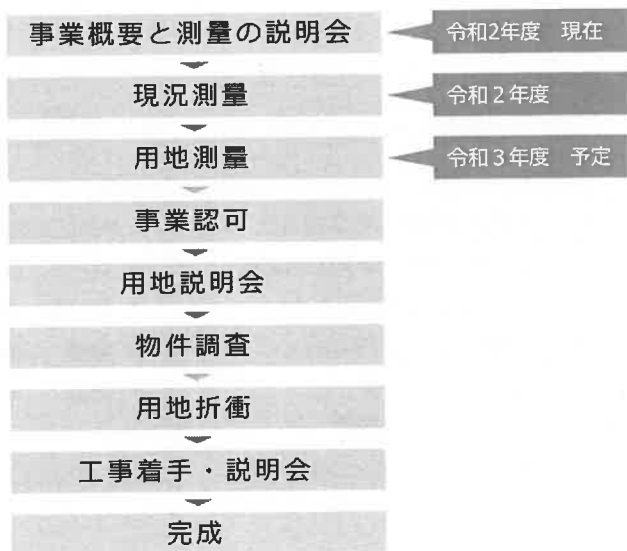 事業概要と測量の説明会
令和2年度　現在
現況測量
令和２年度
用地測量
令和３年度　予定
事業認可
用地説明会
物件調査
用地折衝
工事着手・説明会
完成